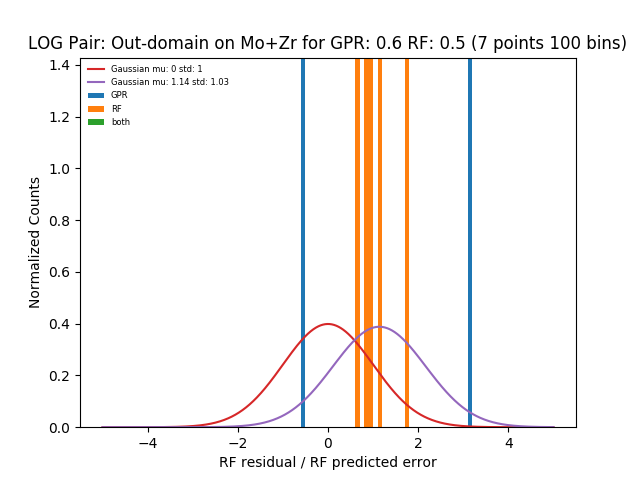 LOG Pair: Out-domain on Mo+Zr for GPR: 0.6 RF: 0.5 (7 points 100 bins)
Gaussian mu: 0 std: 1
Gaussian mu: 1.14 std: 1.03
GPR
RF
both
Normalized Counts
1.4
1.2
1.0
0.8
0.6
0.4
0.2
0.0
−4 −2 0 2 4
RF residual / RF predicted error